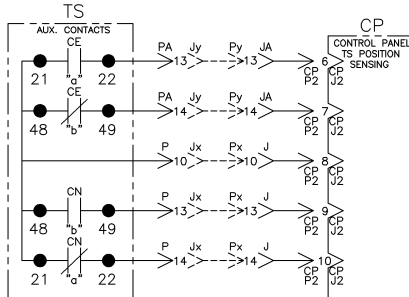 TS
AUX. CONTACTS
CP
CONTROL PANEL
TS POSITION
SENSING
CE
21 "a" 22
PA 13 Jy Py 13 JA 6
CP P2 CP J2
CE
48 "b" 49
PA 14 Jy Py 14 JA 7
CP P2 CP J2
P 10 Jx Px 10 J 8
CP P2 CP J2
CN
48 "b" 49
P 13 Jx Px 13 J 9
CP P2 CP J2
CN
21 "a" 22
P 14 Jx Px 14 J 10
CP P2 CP J2